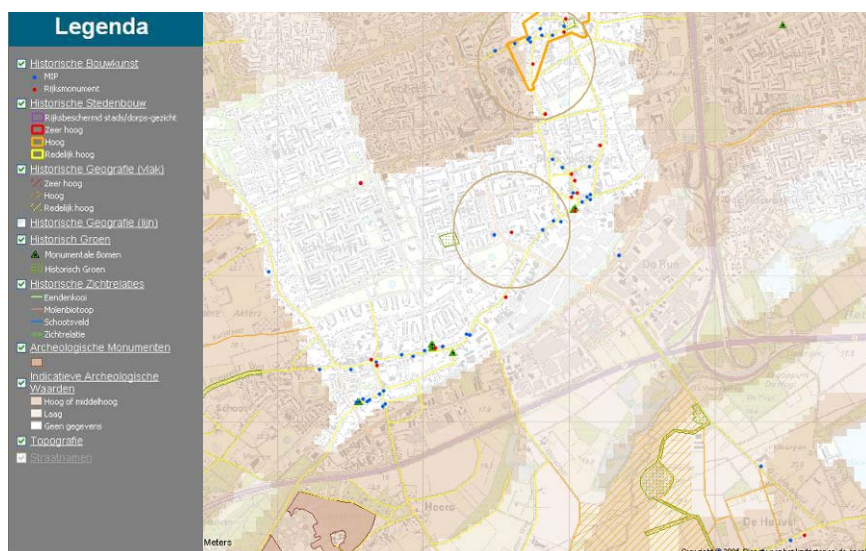 Legenda
Historische Bouwkunst
MIP
Rijksmonument
Historische Stedenbouw
Rijksbeschermd stads/dorps-gezicht
Zeer hoog
Hoog
Redelijk hoog
Historische Geografie (vlak)
Zeer hoog
Hoog
Redelijk hoog
Historische Geografie (lijn)
Historisch Groen
Monumentale Bomen
Historisch Groen
Historische Zichtrelaties
Eendenkooi
Molenbiotoop
Schootsveld
Zichtrelatie
Archeologische Monumenten
Indicatieve Archeologische
Waarden
Hoog of middelhoog
Laag
Geen gegevens
Topografie
Straatnamen
De Run
Heers
De Heuvel
Meters